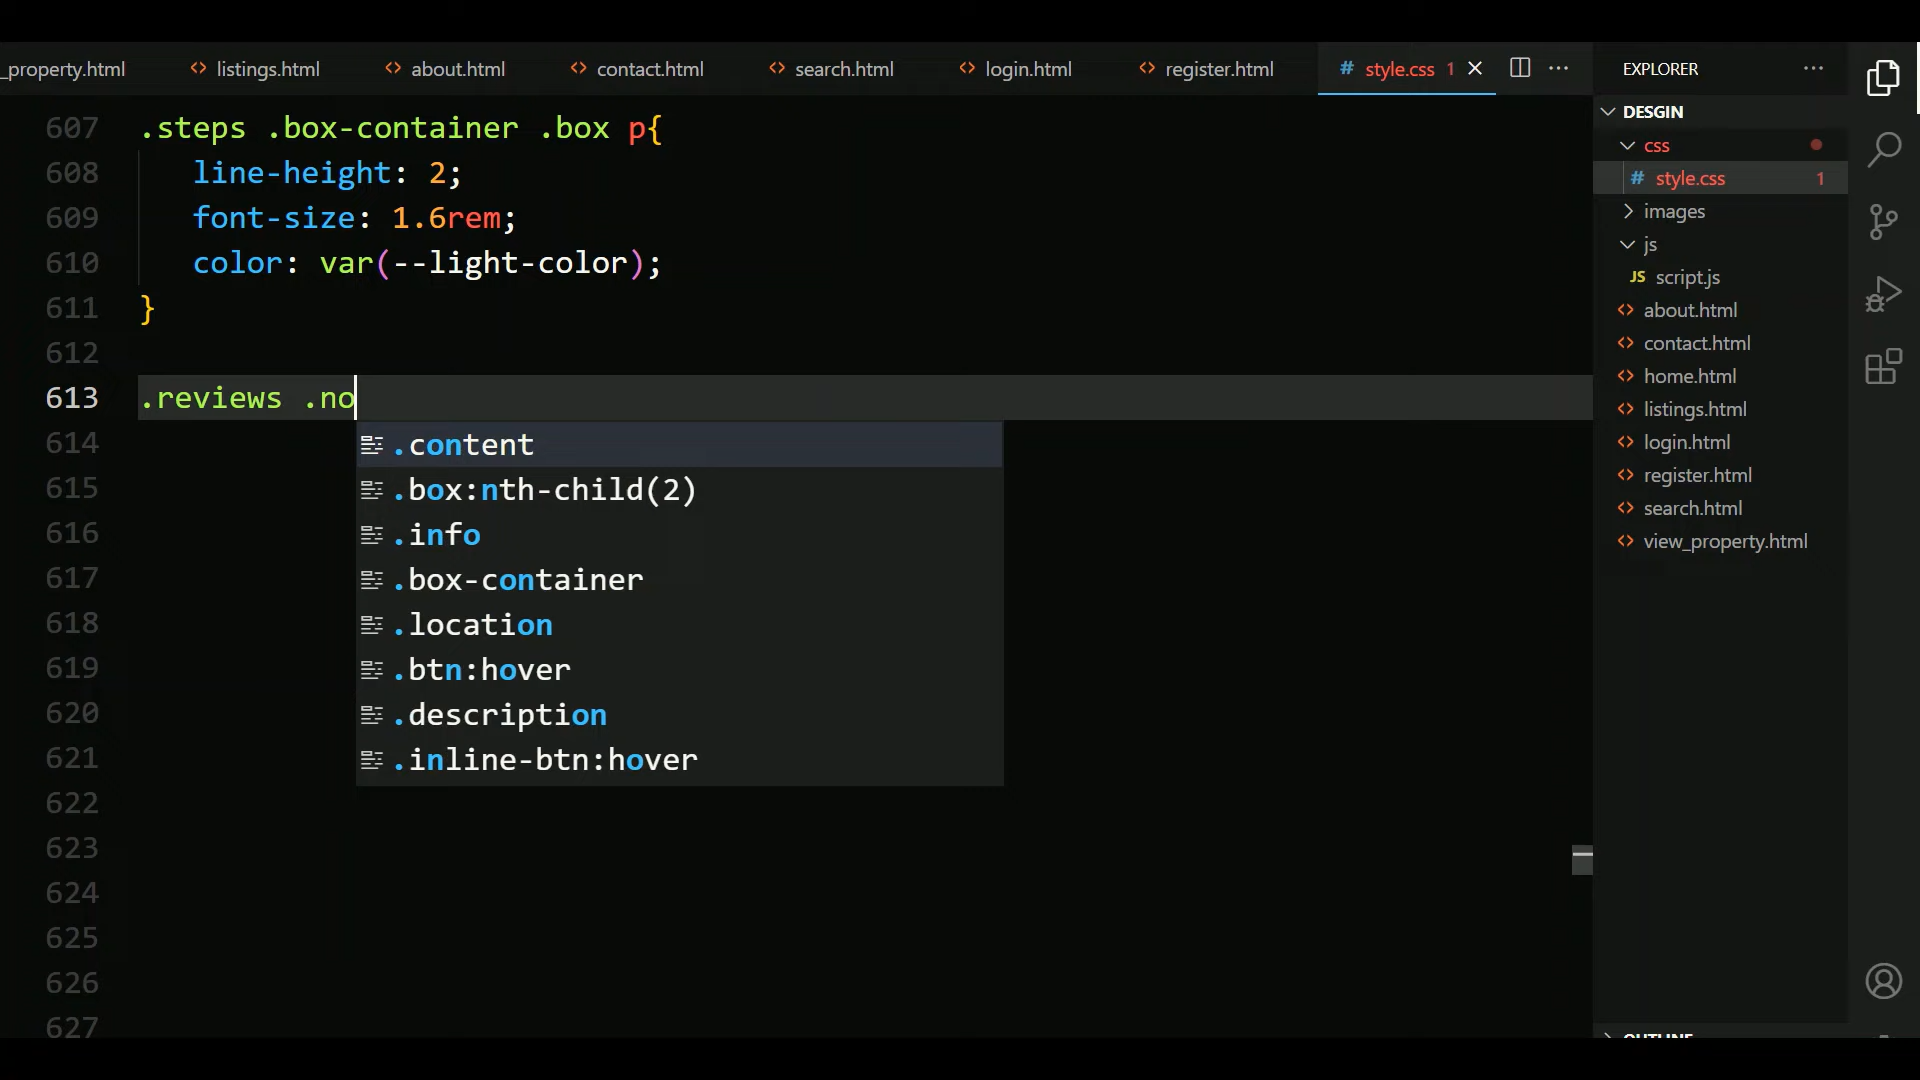 _property.html listings.html about.html contact.html search.html login.html register.html # style.css 1
607 .steps .box-container .box p{
608 line-height: 2;
609 font-size: 1.6rem;
610 color: var(--light-color);
611 }
612
613 .reviews .no
614
615
616
617
618
619
620
621
622
623
624
625
626
627
.content
.box:nth-child(2)
.info
.box-container
.location
.btn:hover
.description
.inline-btn:hover
EXPLORER
DESGIN
css
# style.css 1
images
js
JS script.js
about.html
contact.html
home.html
listings.html
login.html
register.html
search.html
view_property.html
OUTLINE